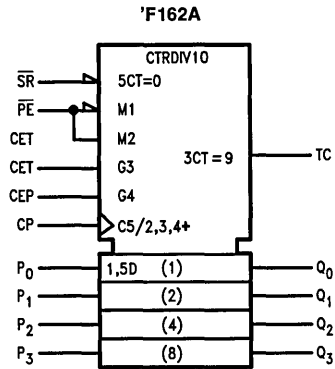 'F162A
CTRDIV10
SR 5CT=0
PE M1
CET M2
CET G3 3CT=9 TC
CEP G4
CP C5/2,3,4+
P0 1,5D (1) Q0
P1 (2) Q1
P2 (4) Q2
P3 (8) Q3